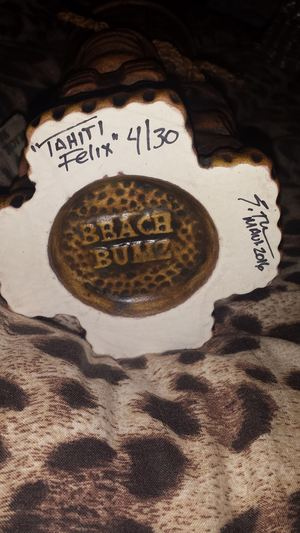 "TAHITI
Felix" 4/30
BEACH
BUMZ
MAUI 2016